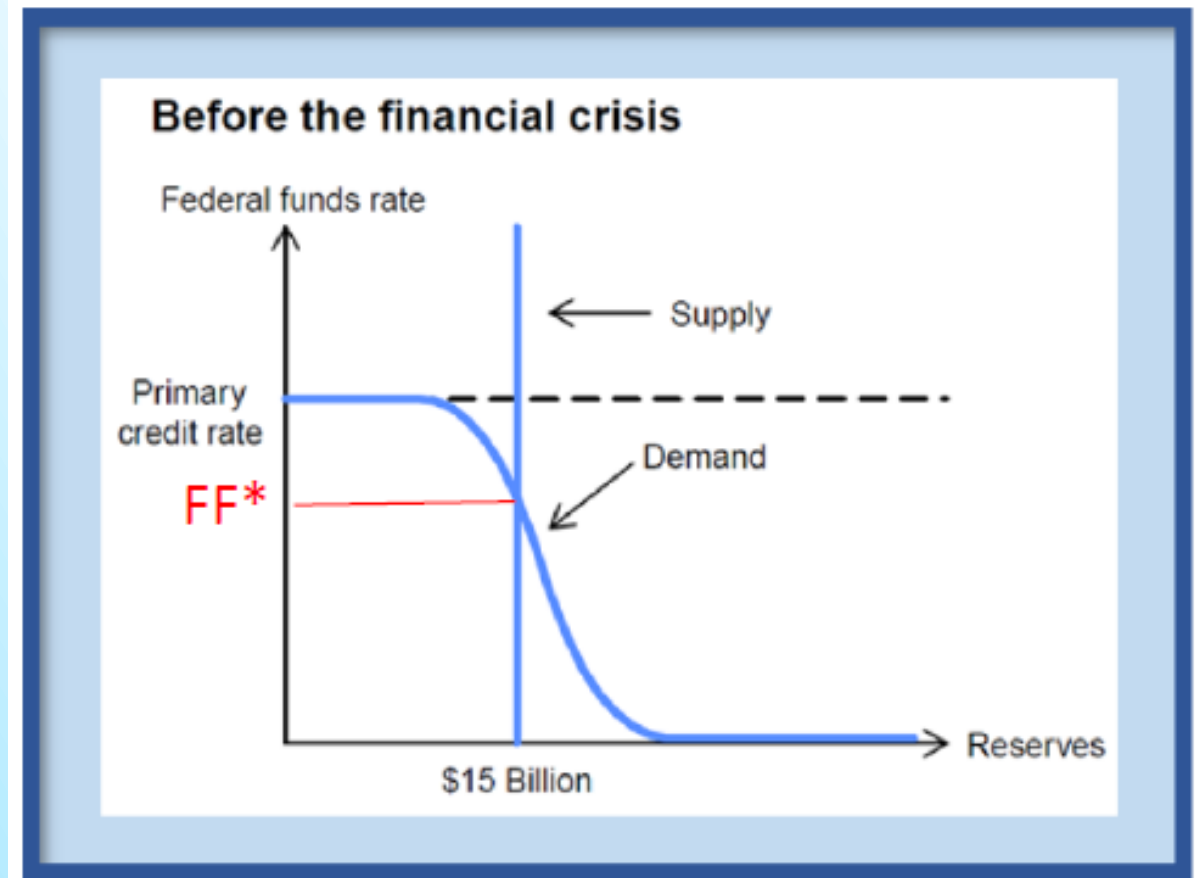 Before the financial crisis
Federal funds rate
Supply
Primary
credit rate
Demand
FF*
Reserves
$15 Billion